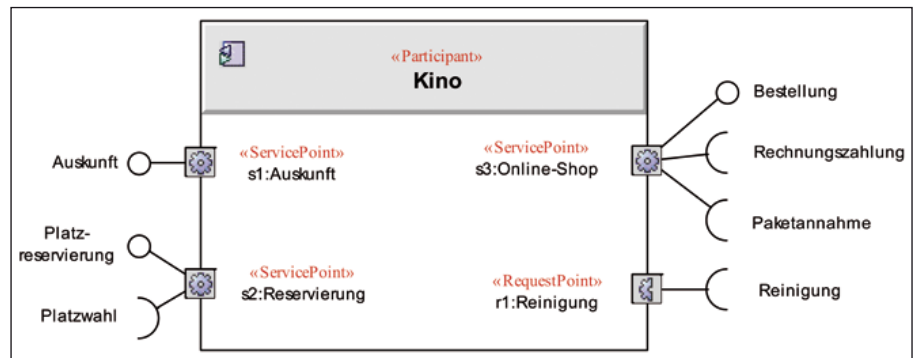 «Participant»
Kino
Auskunft
«ServicePoint»
s1:Auskunft
Platz-
reservierung
Platzwahl
«ServicePoint»
s2:Reservierung
«ServicePoint»
s3:Online-Shop
Bestellung
Rechnungszahlung
Paketannahme
«RequestPoint»
r1:Reinigung
Reinigung